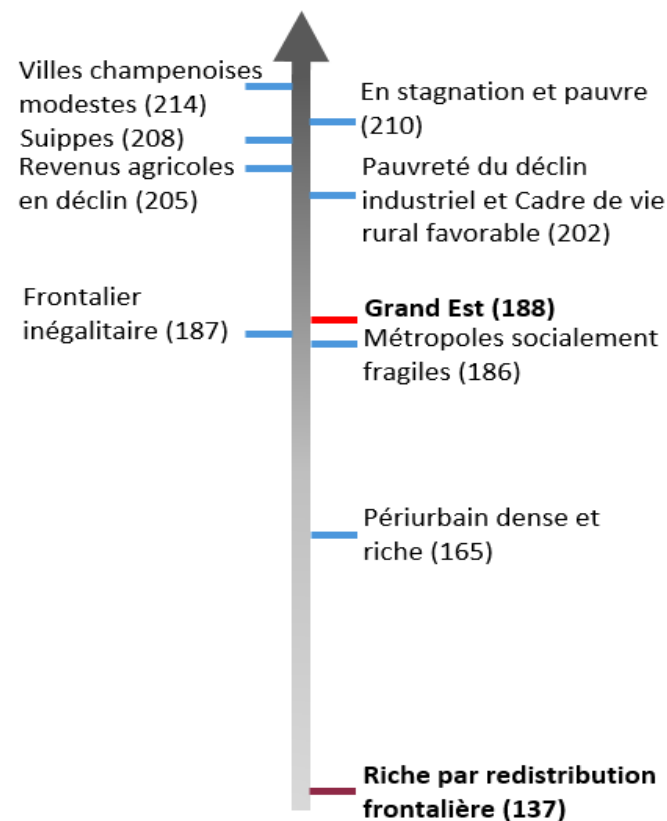 Villes champenoises
modestes (214)
En stagnation et pauvre
(210)
Suippes (208)
Revenus agricoles
en déclin (205)
Pauvreté du déclin
industriel et Cadre de vie
rural favorable (202)
Grand Est (188)
Frontalier
inégalitaire (187)
Métropoles socialement
fragiles (186)
Périurbain dense et
riche (165)
Riche par redistribution
frontalière (137)